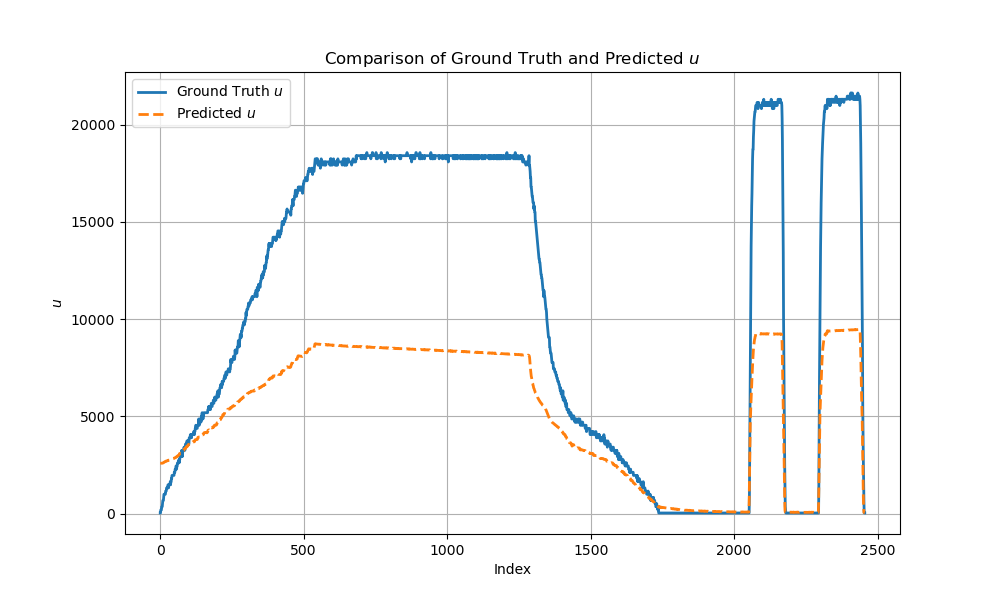 Comparison of Ground Truth and Predicted u
Ground Truth u
Predicted u
20000
15000
10000
5000
0
u
0 500 1000 1500 2000 2500
Index